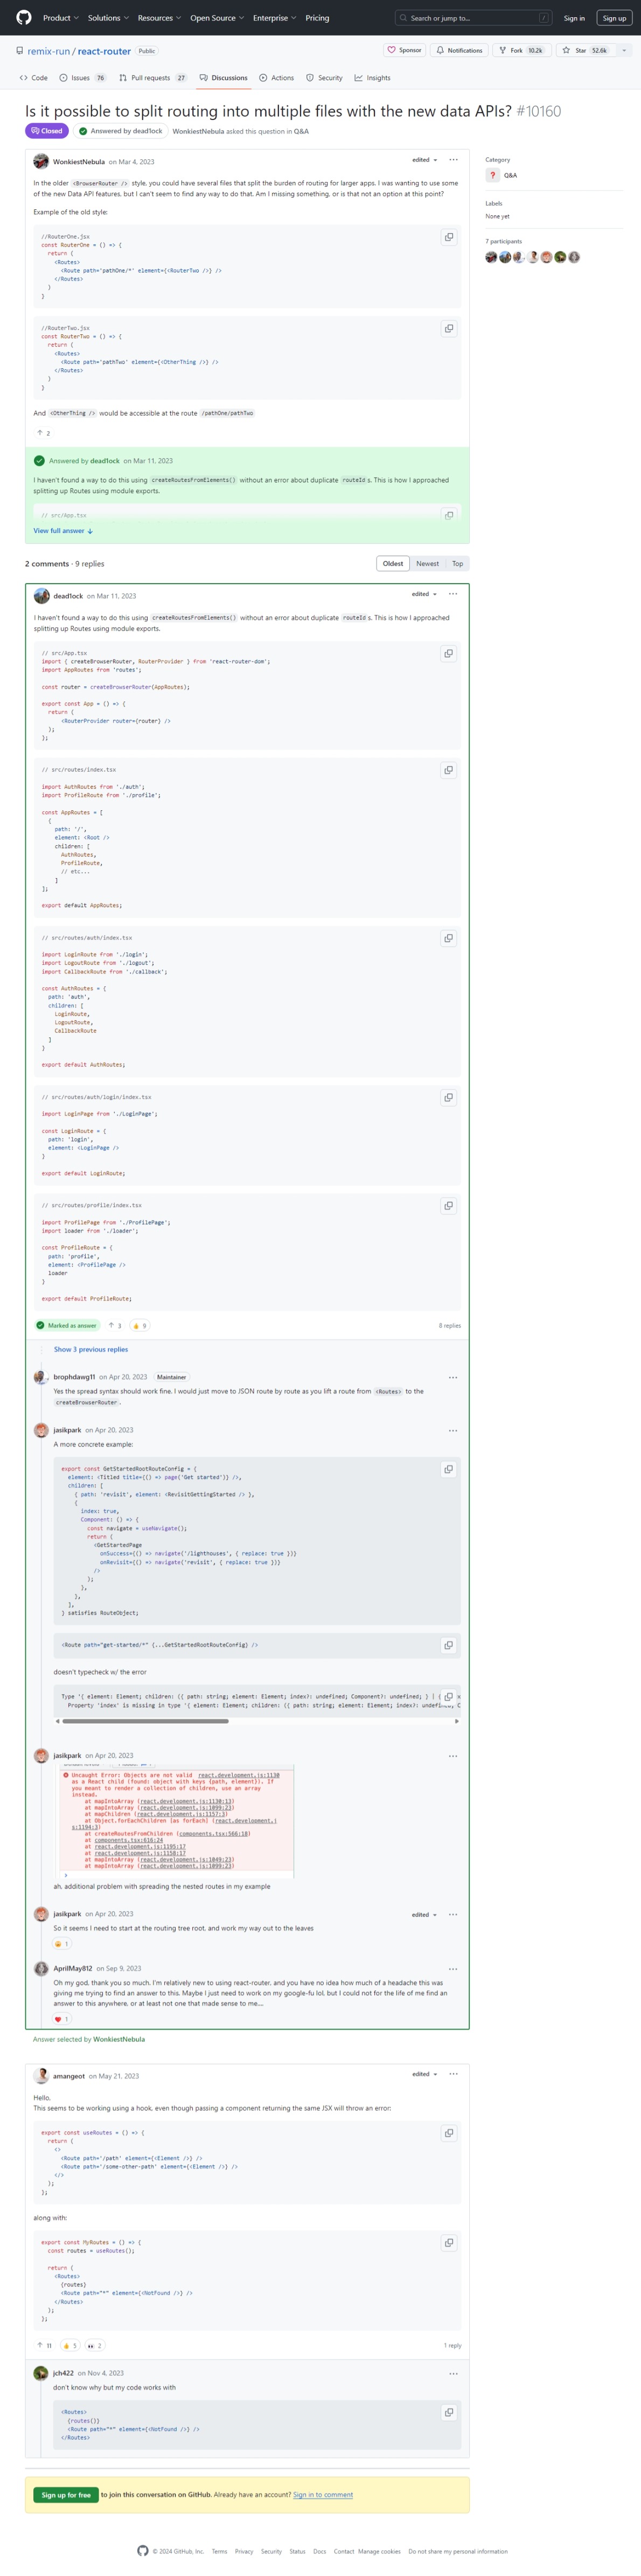 Product Solutions Resources Open Source Enterprise Pricing Search or jump to... / Sign in Sign up
remix-run / react-router Public Sponsor Notifications Fork 10.2k Star 52.6k
Code Issues 76 Pull requests 27 Discussions Actions Security Insights
Is it possible to split routing into multiple files with the new data APIs? #10160
Closed Answered by dead1ock WonkiestNebula asked this question in Q&A
WonkiestNebula on Mar 4, 2023 edited
In the older <BrowserRouter /> style, you could have several files that split the burden of routing for larger apps. I was wanting to use some
of the new Data API features, but I can't seem to find any way to do that. Am I missing something, or is that not an option at this point?
Example of the old style:
//RouterOne.jsx
const RouterOne = () => {
return (
<Routes>
<Route path='pathOne/*' element={<RouterTwo />} />
</Routes>
)
}
//RouterTwo.jsx
const RouterTwo = () => {
return (
<Routes>
<Route path='pathTwo' element={<OtherThing />} />
</Routes>
)
}
And <OtherThing /> would be accessible at the route /pathOne/pathTwo
2
Category
Q&A
Labels
None yet
7 participants
Answered by dead1ock on Mar 11, 2023
I haven't found a way to do this using createRoutesFromElements() without an error about duplicate routeId s. This is how I approached
splitting up Routes using module exports.
// src/App.tsx
View full answer
2 comments · 9 replies Oldest Newest Top
dead1ock on Mar 11, 2023 edited
I haven't found a way to do this using createRoutesFromElements() without an error about duplicate routeId s. This is how I approached
splitting up Routes using module exports.
// src/App.tsx
import { createBrowserRouter, RouterProvider } from 'react-router-dom';
import AppRoutes from 'routes';
const router = createBrowserRouter(AppRoutes);
export const App = () => {
return (
<RouterProvider router={router} />
);
};
// src/routes/index.tsx
import AuthRoutes from './auth';
import ProfileRoute from './profile';
const AppRoutes = [
{
path: '/',
element: <Root />
children: [
AuthRoutes,
ProfileRoute,
// etc...
]
];
export default AppRoutes;
// src/routes/auth/index.tsx
import LoginRoute from './login';
import LogoutRoute from './logout';
import CallbackRoute from './callback';
const AuthRoutes = {
path: 'auth',
children: [
LoginRoute,
LogoutRoute,
CallbackRoute
]
}
export default AuthRoutes;
// src/routes/auth/login/index.tsx
import LoginPage from './LoginPage';
const LoginRoute = {
path: 'login',
element: <LoginPage />
}
export default LoginRoute;
// src/routes/profile/index.tsx
import ProfilePage from './ProfilePage';
import loader from './loader';
const ProfileRoute = {
path: 'profile',
element: <ProfilePage />
loader
}
export default ProfileRoute;
Marked as answer 3 9 8 replies
Show 3 previous replies
brophdawg11 on Apr 20, 2023 Maintainer
Yes the spread syntax should work fine. I would just move to JSON route by route as you lift a route from <Routes> to the
createBrowserRouter .
jasikpark on Apr 20, 2023
A more concrete example:
export const GetStartedRootRouteConfig = {
element: <Titled title={() => page('Get started')} />,
children: [
{ path: 'revisit', element: <RevisitGettingStarted /> },
{
index: true,
Component: () => {
const navigate = useNavigate();
return (
<GetStartedPage
onSuccess={() => navigate('/lighthouses', { replace: true })}
onRevisit={() => navigate('revisit', { replace: true })}
/>
);
},
},
],
} satisfies RouteObject;
<Route path="get-started/*" {...GetStartedRootRouteConfig} />
doesn't typecheck w/ the error
Type '{ element: Element; children: ({ path: string; element: Element; index?: undefined; Component?: undefined; } | {
Property 'index' is missing in type '{ element: Element; children: ({ path: string; element: Element; index?: undefined; C
jasikpark on Apr 20, 2023
Uncaught Error: Objects are not valid react.development.js:1130
as a React child (found: object with keys {path, element}). If
you meant to render a collection of children, use an array
instead.
at mapIntoArray (react.development.js:1130:13)
at mapIntoArray (react.development.js:1099:23)
at mapChildren (react.development.js:1157:3)
at Object.forEachChildren [as forEach] (react.development.j
s:1194:3)
at createRoutesFromChildren (components.tsx:566:18)
at components.tsx:616:24
at react.development.js:1195:17
at react.development.js:1158:17
at mapIntoArray (react.development.js:1049:23)
at mapIntoArray (react.development.js:1099:23)
>
ah, additional problem with spreading the nested routes in my example
jasikpark on Apr 20, 2023 edited
So it seems I need to start at the routing tree root, and work my way out to the leaves
1
AprilMay812 on Sep 9, 2023
Oh my god, thank you so much. I'm relatively new to using react-router, and you have no idea how much of a headache this was
giving me trying to find an answer to this. Maybe I just need to work on my google-fu lol, but I could not for the life of me find an
answer to this anywhere, or at least not one that made sense to me....
1
Answer selected by WonkiestNebula
amangeot on May 21, 2023 edited
Hello,
This seems to be working using a hook, even though passing a component returning the same JSX will throw an error:
export const useRoutes = () => {
return (
<>
<Route path='/path' element={<Element />} />
<Route path='/some-other-path' element={<Element />} />
</>
);
};
along with:
export const MyRoutes = () => {
const routes = useRoutes();
return (
<Routes>
{routes}
<Route path="*" element={<NotFound />} />
</Routes>
);
};
11 5 2 1 reply
jch422 on Nov 4, 2023
don't know why but my code works with
<Routes>
{routes()}
<Route path="*" element={<NotFound />} />
</Routes>
Sign up for free to join this conversation on GitHub. Already have an account? Sign in to comment
© 2024 GitHub, Inc. Terms Privacy Security Status Docs Contact Manage cookies Do not share my personal information